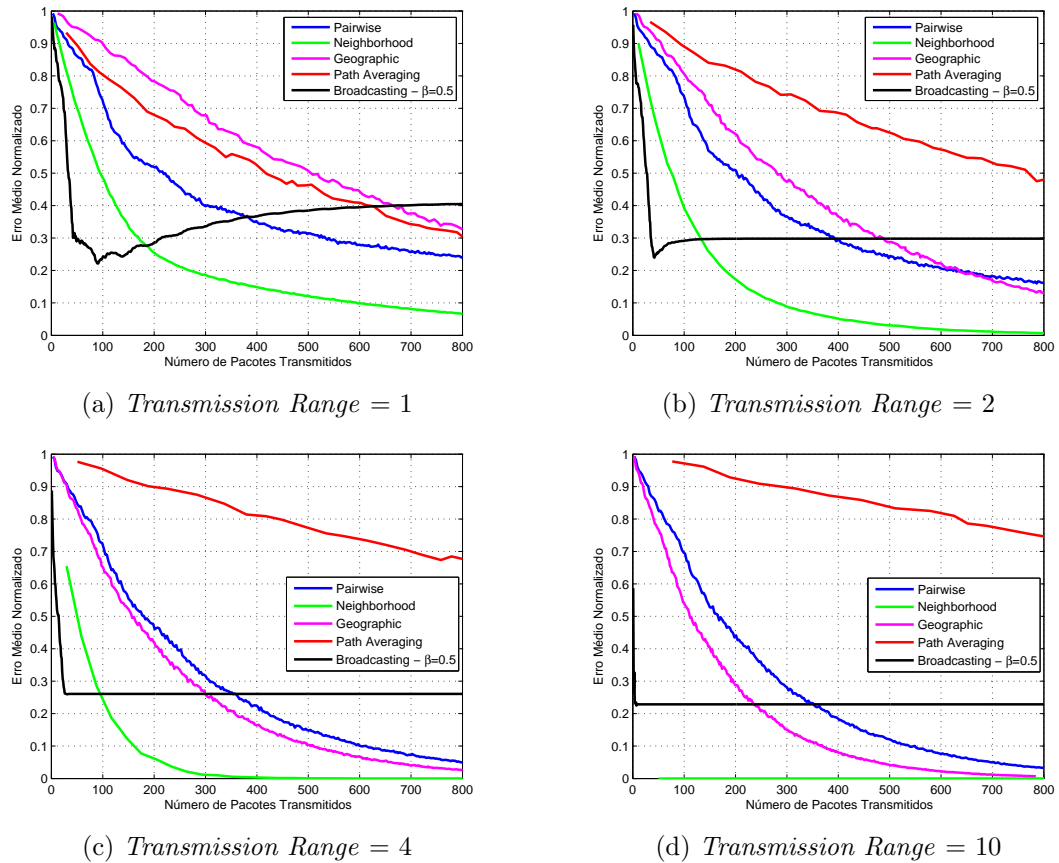 1
0.9
0.8
0.7
0.6
0.5
0.4
0.3
0.2
0.1
0
Erro Médio Normalizado
0 100 200 300 400 500 600 700 800
Número de Pacotes Transmitidos
Pairwise
Neighborhood
Geographic
Path Averaging
Broadcasting − β=0.5
(a) Transmission Range = 1
1
0.9
0.8
0.7
0.6
0.5
0.4
0.3
0.2
0.1
0
Erro Médio Normalizado
0 100 200 300 400 500 600 700 800
Número de Pacotes Transmitidos
Pairwise
Neighborhood
Geographic
Path Averaging
Broadcasting − β=0.5
(b) Transmission Range = 2
1
0.9
0.8
0.7
0.6
0.5
0.4
0.3
0.2
0.1
0
Erro Médio Normalizado
0 100 200 300 400 500 600 700 800
Número de Pacotes Transmitidos
Pairwise
Neighborhood
Geographic
Path Averaging
Broadcasting − β=0.5
(c) Transmission Range = 4
1
0.9
0.8
0.7
0.6
0.5
0.4
0.3
0.2
0.1
0
Erro Médio Normalizado
0 100 200 300 400 500 600 700 800
Número de Pacotes Transmitidos
Pairwise
Neighborhood
Geographic
Path Averaging
Broadcasting − β=0.5
(d) Transmission Range = 10